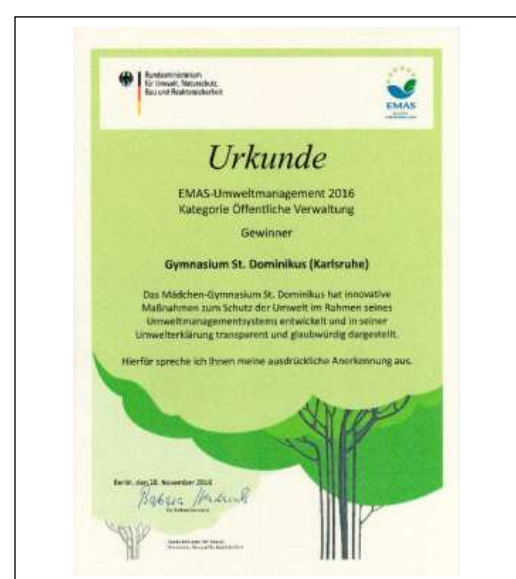 Bundesministerium
für Umwelt, Naturschutz,
Bau und Reaktorsicherheit
EMAS
Urkunde
EMAS-Umweltmanagement 2016
Kategorie Öffentliche Verwaltung
Gewinner
Gymnasium St. Dominikus (Karlsruhe)
Das Mädchen-Gymnasium St. Dominikus hat innovative
Maßnahmen zum Schutz der Umwelt im Rahmen seines
Umweltmanagementsystems entwickelt und in seiner
Umwelterklärung transparent und glaubwürdig dargestellt.
Hierfür spreche ich Ihnen meine ausdrückliche Anerkennung aus.
Berlin, den 28. November 2016